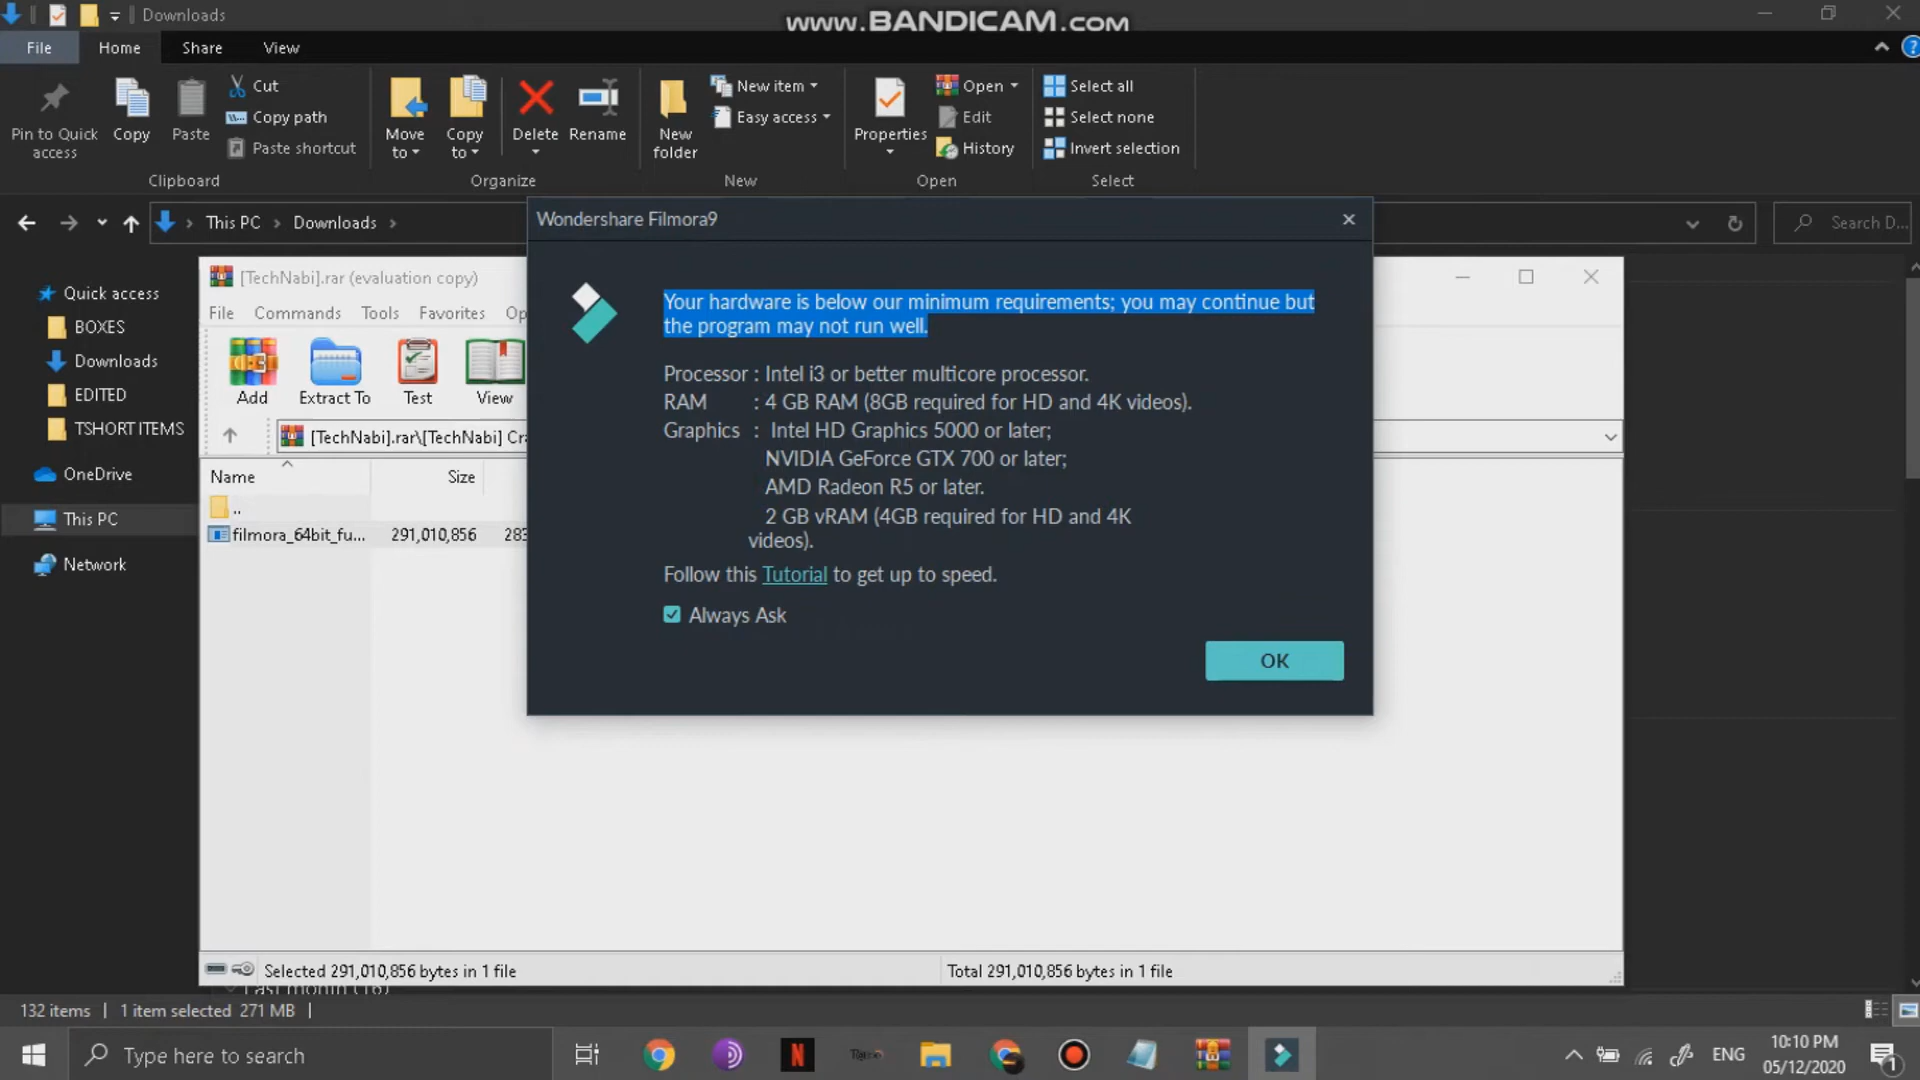 Downloads
www.BANDICAM.com
File Home Share View
Pin to Quick access
Copy
Paste
Cut
Copy path
Paste shortcut
Clipboard
Move to
Copy to
Delete
Rename
Organize
New folder
New item
Easy access
New
Properties
Open
Edit
History
Open
Select all
Select none
Invert selection
Select
This PC > Downloads >
Search D...
Quick access
BOXES
Downloads
EDITED
TSHORT ITEMS
OneDrive
This PC
Network
[TechNabi].rar (evaluation copy)
File Commands Tools Favorites Op
Add
Extract To
Test
View
[TechNabi].rar\[TechNabi] Cr
Name Size
..
filmora_64bit_fu... 291,010,856 283
Wondershare Filmora9
Your hardware is below our minimum requirements; you may continue but
the program may not run well.
Processor : Intel i3 or better multicore processor.
RAM : 4 GB RAM (8GB required for HD and 4K videos).
Graphics : Intel HD Graphics 5000 or later;
NVIDIA GeForce GTX 700 or later;
AMD Radeon R5 or later.
2 GB vRAM (4GB required for HD and 4K
videos).
Follow this Tutorial to get up to speed.
Always Ask
OK
Selected 291,010,856 bytes in 1 file
Total 291,010,856 bytes in 1 file
Last month (16)
132 items 1 item selected 271 MB
Type here to search
N
ENG
10:10 PM
05/12/2020
1